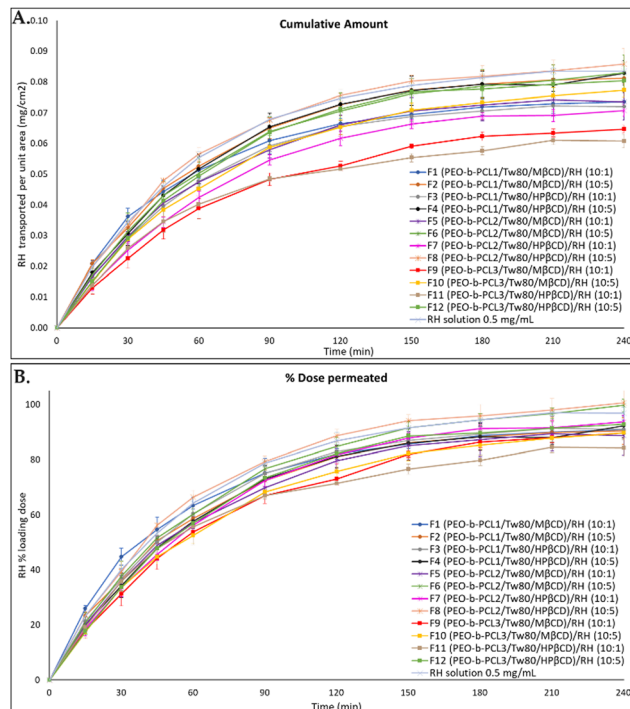 A.
Cumulative Amount
RH transported per unit area (mg/cm2)
0.10
0.09
0.08
0.07
0.06
0.05
0.04
0.03
0.02
0.01
0.00
F1 (PEO-b-PCL1/Tw80/MβCD)/RH (10:1)
F2 (PEO-b-PCL1/Tw80/MβCD)/RH (10:5)
F3 (PEO-b-PCL1/Tw80/HPβCD)/RH (10:1)
F4 (PEO-b-PCL1/Tw80/HPβCD)/RH (10:5)
F5 (PEO-b-PCL2/Tw80/MβCD)/RH (10:1)
F6 (PEO-b-PCL2/Tw80/MβCD)/RH (10:5)
F7 (PEO-b-PCL2/Tw80/HPβCD)/RH (10:1)
F8 (PEO-b-PCL2/Tw80/HPβCD)/RH (10:5)
F9 (PEO-b-PCL3/Tw80/MβCD)/RH (10:1)
F10 (PEO-b-PCL3/Tw80/MβCD)/RH (10:5)
F11 (PEO-b-PCL3/Tw80/HPβCD)/RH (10:1)
F12 (PEO-b-PCL3/Tw80/HPβCD)/RH (10:5)
RH solution 0.5 mg/mL
0 30 60 90 120 150 180 210 240
Time (min)
B.
% Dose permeated
RH % loading dose
100
80
60
40
20
0
F1 (PEO-b-PCL1/Tw80/MβCD)/RH (10:1)
F2 (PEO-b-PCL1/Tw80/MβCD)/RH (10:5)
F3 (PEO-b-PCL1/Tw80/HPβCD)/RH (10:1)
F4 (PEO-b-PCL1/Tw80/HPβCD)/RH (10:5)
F5 (PEO-b-PCL2/Tw80/MβCD)/RH (10:1)
F6 (PEO-b-PCL2/Tw80/MβCD)/RH (10:5)
F7 (PEO-b-PCL2/Tw80/HPβCD)/RH (10:1)
F8 (PEO-b-PCL2/Tw80/HPβCD)/RH (10:5)
F9 (PEO-b-PCL3/Tw80/MβCD)/RH (10:1)
F10 (PEO-b-PCL3/Tw80/MβCD)/RH (10:5)
F11 (PEO-b-PCL3/Tw80/HPβCD)/RH (10:1)
F12 (PEO-b-PCL3/Tw80/HPβCD)/RH (10:5)
RH solution 0.5 mg/mL
0 30 60 90 120 150 180 210 240
Time (min)